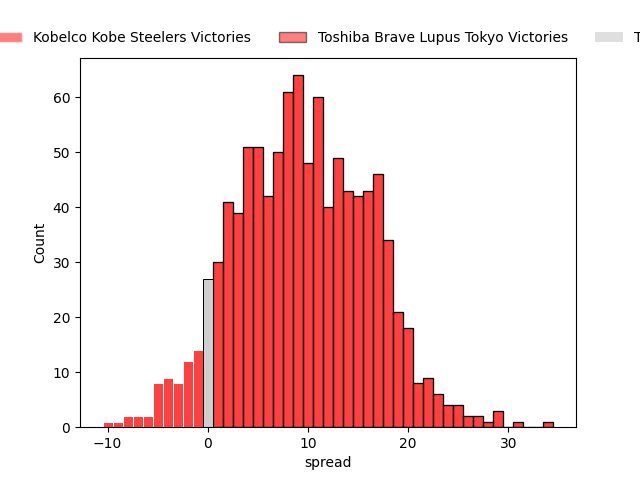 Kobelco Kobe Steelers Victories Toshiba Brave Lupus Tokyo Victories T
60
50
40
30
20
10
0
Count
−10 0 10 20 30
spread